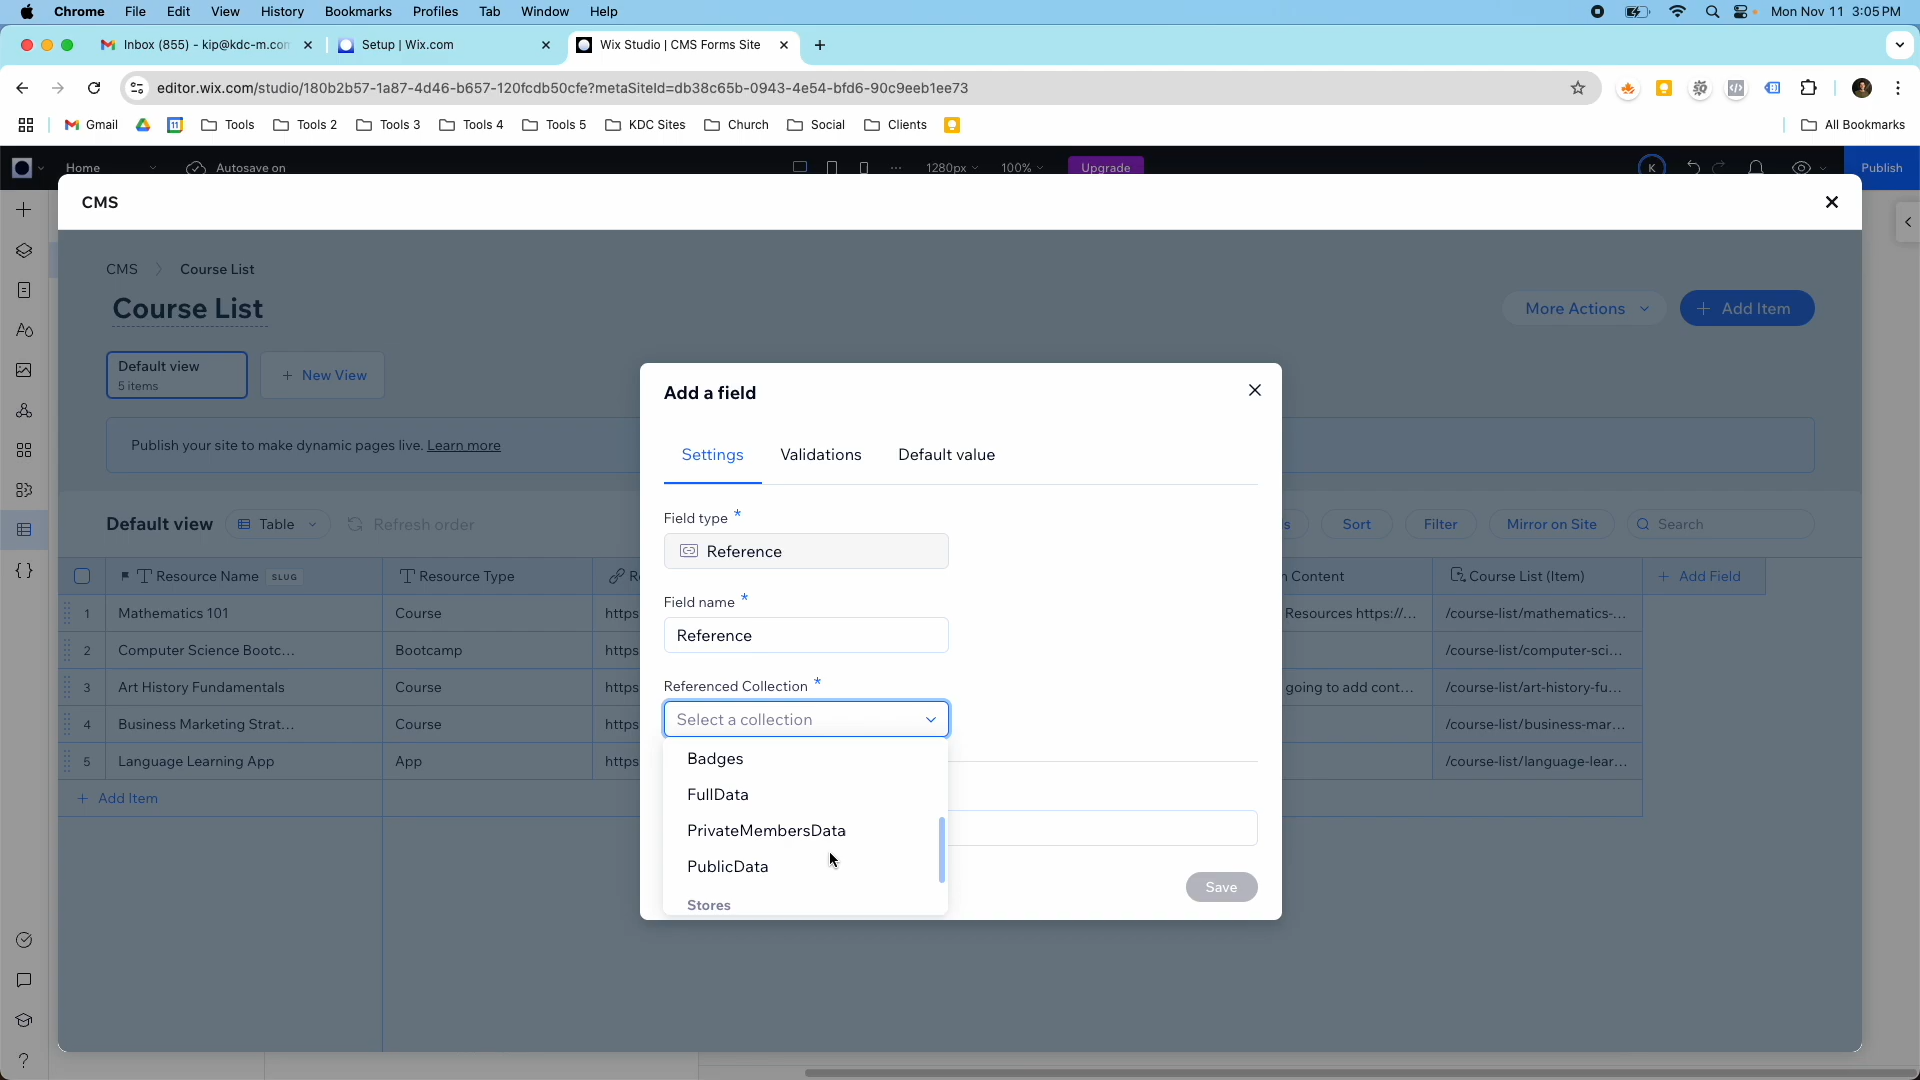 Chrome File Edit View History Bookmarks Profiles Tab Window Help Mon Nov 11 3:05 PM
Inbox (855) - kip@kdc-m.con Setup | Wix.com Wix Studio | CMS Forms Site
editor.wix.com/studio/180b2b57-1a87-4d46-b657-120fcdb50cfe?metaSiteId=db38c65b-0943-4e54-bfd6-90c9eeb1ee73
Gmail Tools Tools 2 Tools 3 Tools 4 Tools 5 KDC Sites Church Social Clients All Bookmarks
Home Autosave on 1280px 100% Upgrade K Publish
CMS
CMS Course List
Course List More Actions + Add Item
Default view
5 items
+ New View
Publish your site to make dynamic pages live. Learn more
Default view Table Refresh order Sort Filter Mirror on Site Search
Resource Name SLUG Resource Type Content Course List (Item) + Add Field
1 Mathematics 101 Course https Resources https://... /course-list/mathematics-...
2 Computer Science Bootc... Bootcamp https /course-list/computer-sci...
3 Art History Fundamentals Course https going to add cont... /course-list/art-history-fu...
4 Business Marketing Strat... Course https /course-list/business-mar...
5 Language Learning App App https /course-list/language-lear...
+ Add Item
Add a field
Settings Validations Default value
Field type *
Reference
Field name *
Reference
Referenced Collection *
Select a collection
Badges
FullData
PrivateMembersData
PublicData
Stores
Save